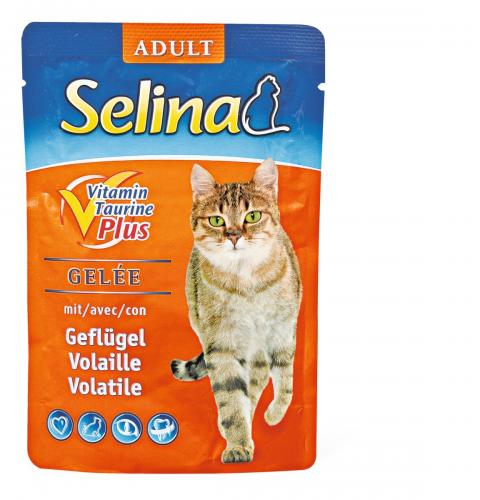 ADULT
Selina
Vitamin
Taurine
Plus
GELÉE
mit/avec/con
Geflügel
Volaille
Volatile